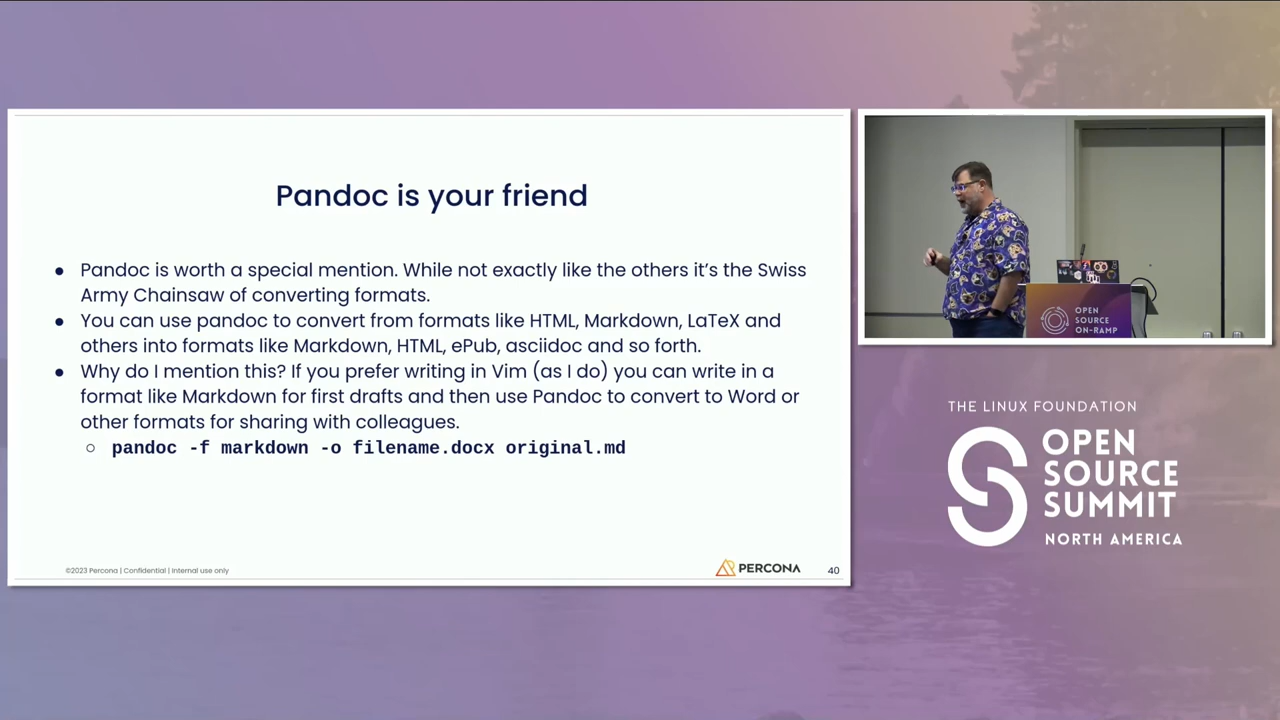 Pandoc is your friend
● Pandoc is worth a special mention. While not exactly like the others it's the Swiss
Army Chainsaw of converting formats.
● You can use pandoc to convert from formats like HTML, Markdown, LaTeX and
others into formats like Markdown, HTML, ePub, asciidoc and so forth.
● Why do I mention this? If you prefer writing in Vim (as I do) you can write in a
format like Markdown for first drafts and then use Pandoc to convert to Word or
other formats for sharing with colleagues.
○ pandoc -f markdown -o filename.docx original.md
©2023 Percona | Confidential | Internal use only
PERCONA
40
OPEN
SOURCE
ON-RAMP
THE LINUX FOUNDATION
OPEN
SOURCE
SUMMIT
NORTH AMERICA